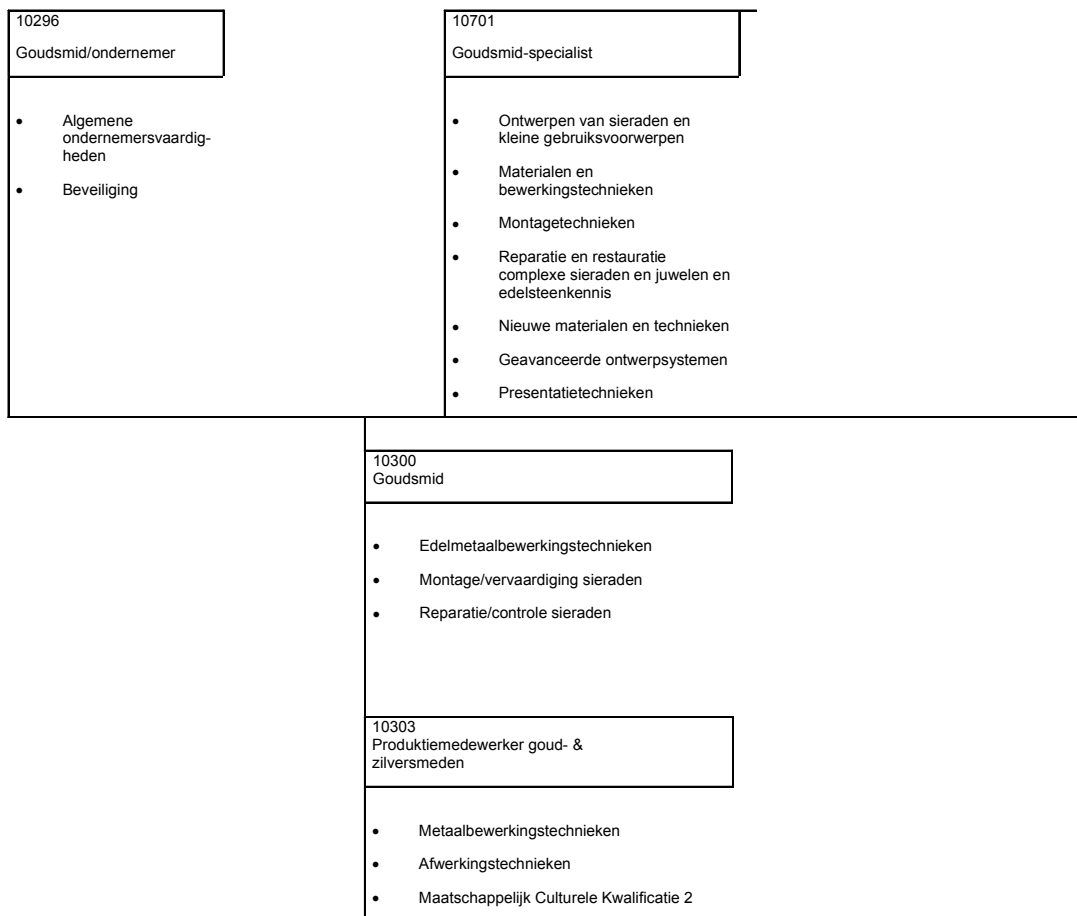 10296
Goudsmid/ondernemer
• Algemene
ondernemersvaardig-
heden
• Beveiliging
10701
Goudsmid-specialist
• Ontwerpen van sieraden en
kleine gebruiksvoorwerpen
• Materialen en
bewerkingstechnieken
• Montagetechnieken
• Reparatie en restauratie
complexe sieraden en juwelen en
edelsteenkennis
• Nieuwe materialen en technieken
• Geavanceerde ontwerpsystemen
• Presentatietechnieken
10300
Goudsmid
• Edelmetaalbewerkingstechnieken
• Montage/vervaardiging sieraden
• Reparatie/controle sieraden
10303
Produktiemedewerker goud- &
zilversmeden
• Metaalbewerkingstechnieken
• Afwerkingstechnieken
• Maatschappelijk Culturele Kwalificatie 2